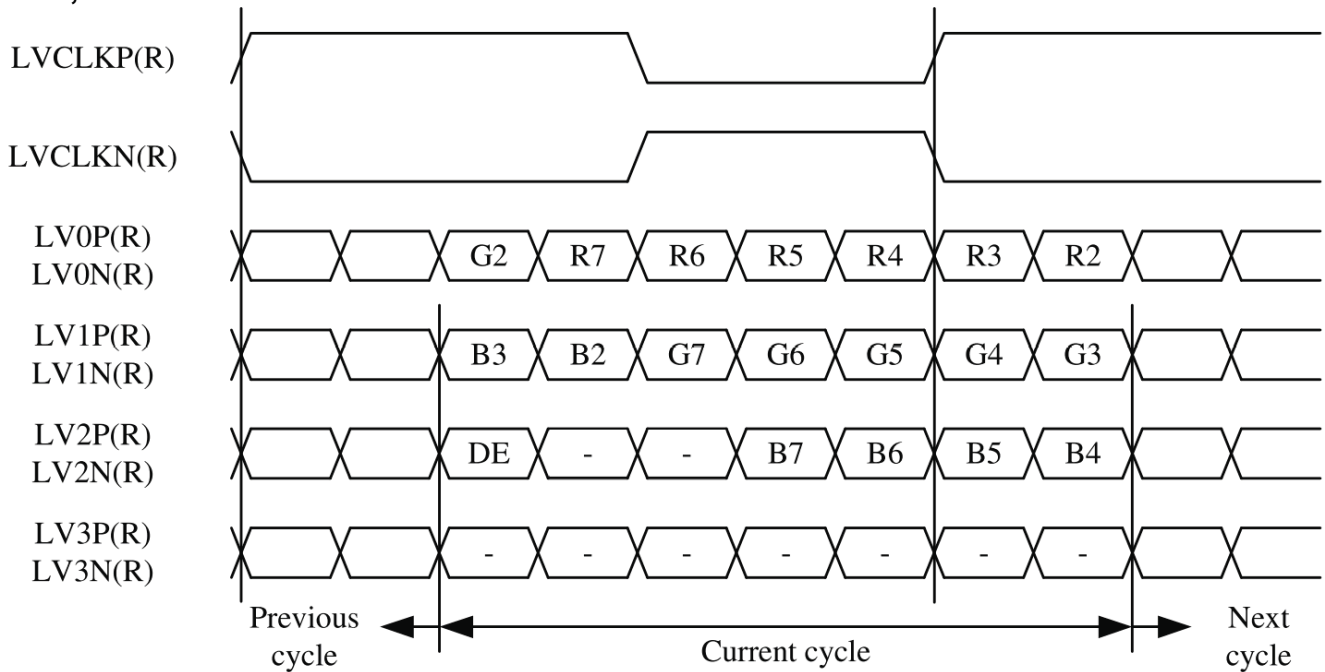 LVCLKP(R)
LVCLKN(R)
LV0P(R)
LV0N(R)
G2 R7 R6 R5 R4 R3 R2
LV1P(R)
LV1N(R)
B3 B2 G7 G6 G5 G4 G3
LV2P(R)
LV2N(R)
DE - - B7 B6 B5 B4
LV3P(R)
LV3N(R)
- - - - - - -
Previous
cycle
Current cycle
Next
cycle